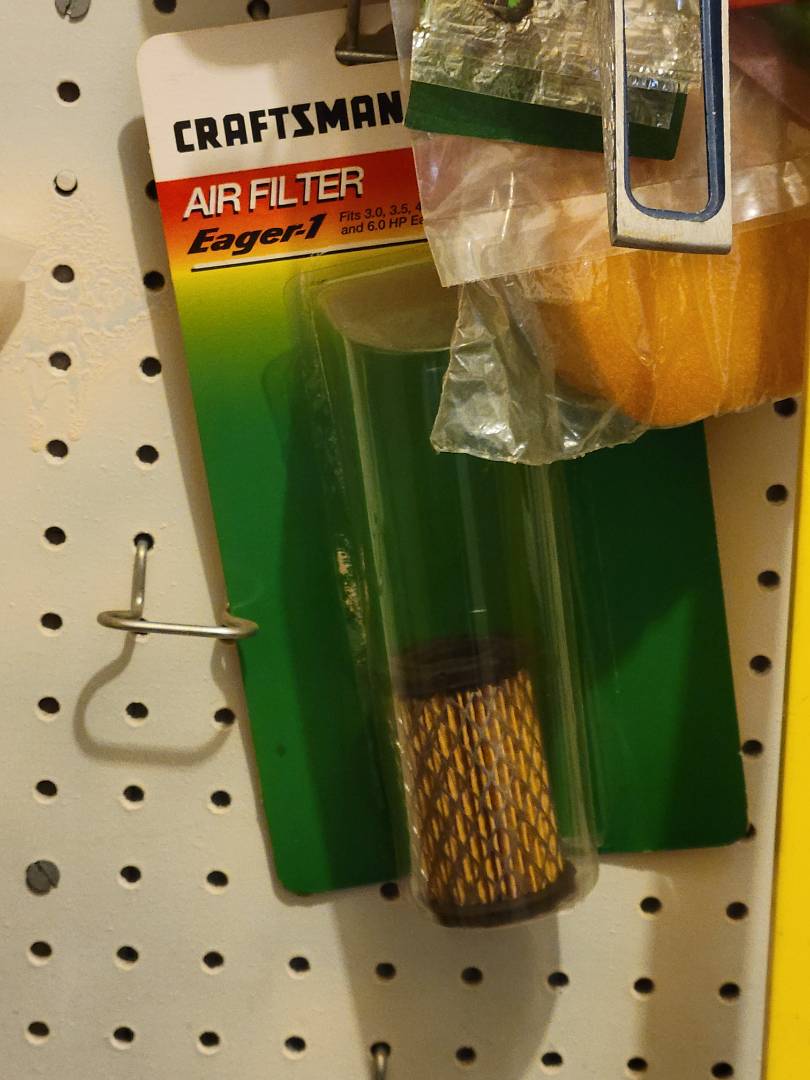 CRAFTSMAN
AIR FILTER
Eager-1
Fits 3.0, 3.5,
and 6.0 HP